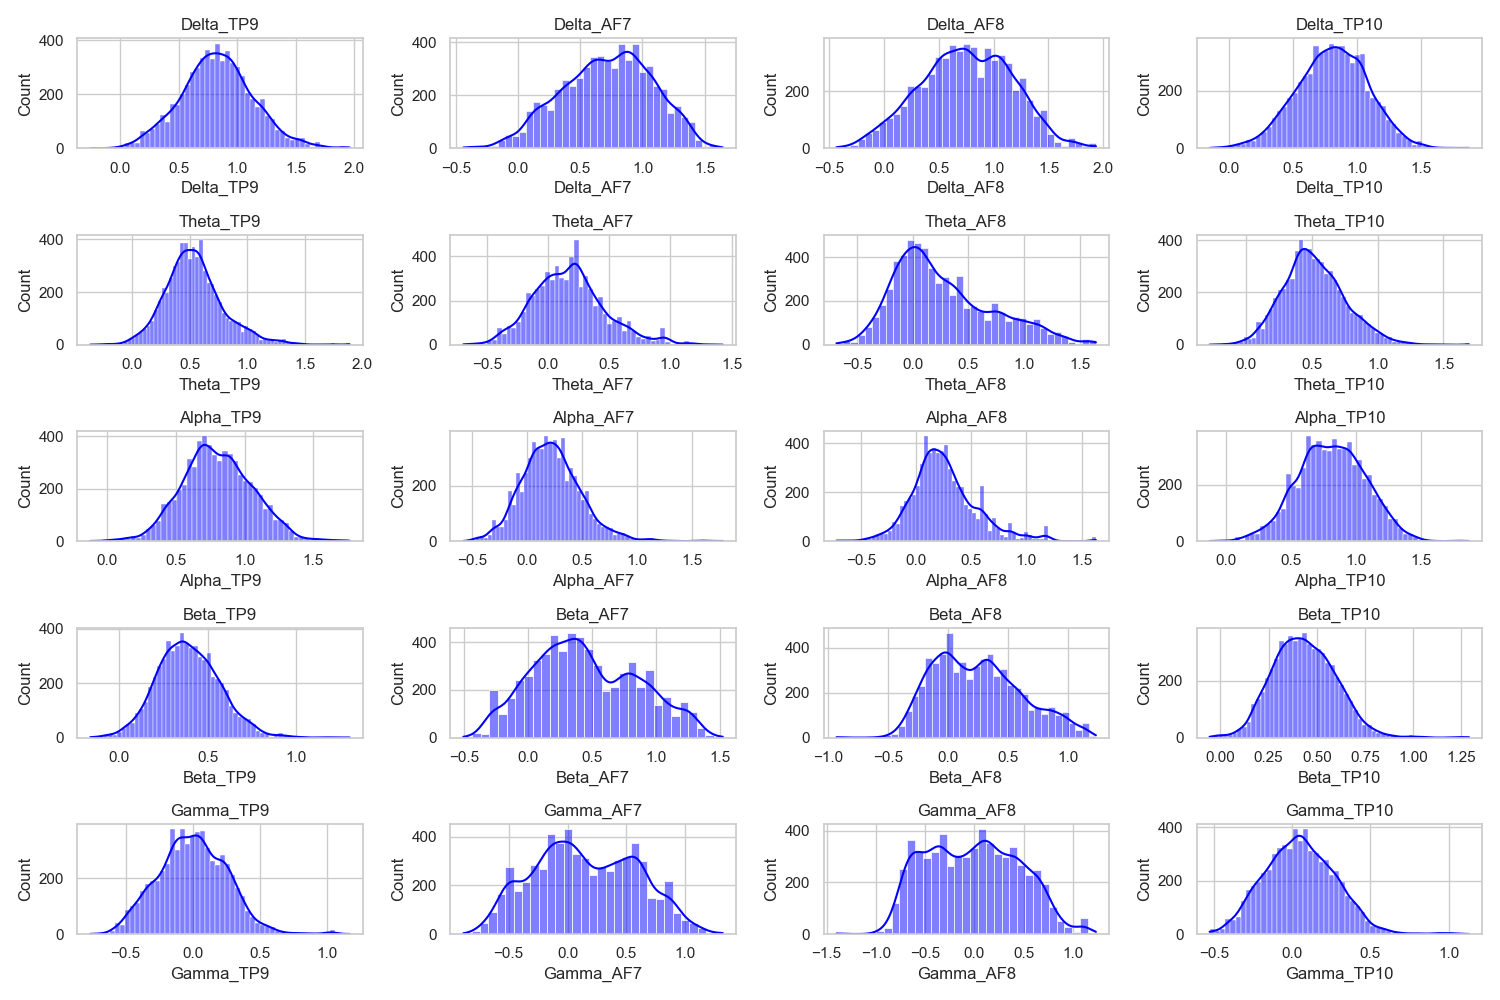 Delta_TP9 Delta_AF7 Delta_AF8 Delta_TP10
400 400
Count 200 Count 200 Count 200 Count 200
0 0 0 0
0.0 0.5 1.0 1.5 2.0 −0.5 0.0 0.5 1.0 1.5 −0.5 0.0 0.5 1.0 1.5 2.0 0.0 0.5 1.0 1.5
Delta_TP9 Delta_AF7 Delta_AF8 Delta_TP10
Theta_TP9 Theta_AF7 Theta_AF8 Theta_TP10
400 400 400 400
Count 200 Count 200 Count 200 Count 200
0 0 0 0
0.0 0.5 1.0 1.5 2.0 −0.5 0.0 0.5 1.0 1.5 −0.5 0.0 0.5 1.0 1.5 0.0 0.5 1.0 1.5
Theta_TP9 Theta_AF7 Theta_AF8 Theta_TP10
Alpha_TP9 Alpha_AF7 Alpha_AF8 Alpha_TP10
400 400
Count 200 Count 200 Count 200 Count 200
0 0 0 0
0.0 0.5 1.0 1.5 −0.5 0.0 0.5 1.0 1.5 −0.5 0.0 0.5 1.0 1.5 0.0 0.5 1.0 1.5
Alpha_TP9 Alpha_AF7 Alpha_AF8 Alpha_TP10
Beta_TP9 Beta_AF7 Beta_AF8 Beta_TP10
400 400 400
Count 200 Count 200 Count 200 Count 200
0 0 0 0
0.0 0.5 1.0 −0.5 0.0 0.5 1.0 1.5 −1.0 −0.5 0.0 0.5 1.0 0.00 0.25 0.50 0.75 1.00 1.25
Beta_TP9 Beta_AF7 Beta_AF8 Beta_TP10
Gamma_TP9 Gamma_AF7 Gamma_AF8 Gamma_TP10
400 400 400
Count 200 Count 200 Count 200 Count 200
0 0 0 0
−0.5 0.0 0.5 1.0 −0.5 0.0 0.5 1.0 −1.5 −1.0 −0.5 0.0 0.5 1.0 −0.5 0.0 0.5 1.0
Gamma_TP9 Gamma_AF7 Gamma_AF8 Gamma_TP10